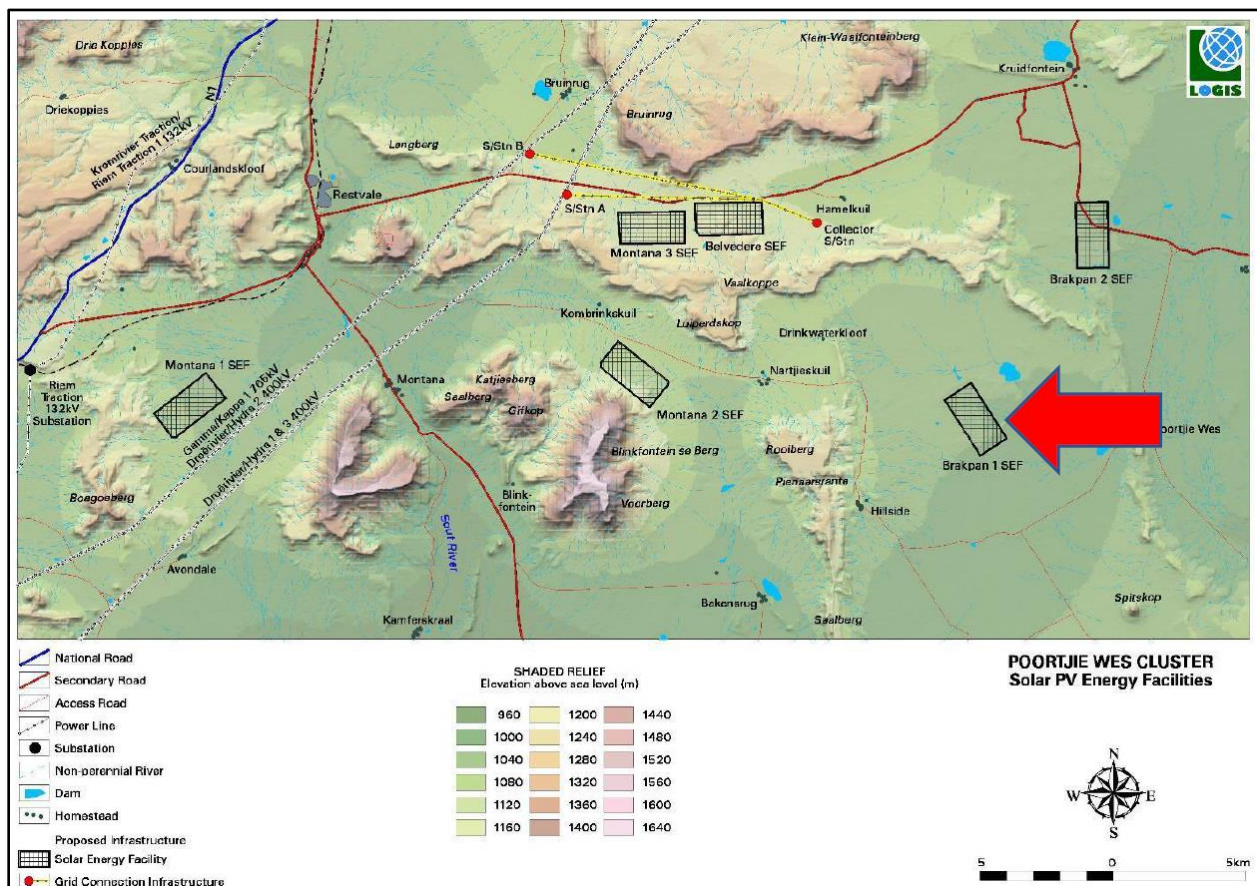 Drie Koppies
Driekoppies
N1
Kromrivier Traction/
Riem Traction 1 132kV
Courlandskloof
Restvale
Langberg
S/Stn B
Bruinrug
Bruinrug
Klein-Waaifonteinberg
Kruidfontein
LOGIS
S/Stn A
Montana 3 SEF
Belvedere SEF
Hamelkuil
Collector
S/Stn
Brakpan 2 SEF
Vaalkoppe
Luiperdskop
Kombrinkskuil
Drinkwaterkloof
Nartjieskuil
Riem
Traction
132kV
Substation
Montana 1 SEF
Gamma/Kappa 1 765kV
Droërivier/Hydra 2 400kV
Droërivier/Hydra 1 & 3 400kV
Montana
Saalberg
Katjiesberg
Gifkop
Montana 2 SEF
Blinkfontein se Berg
Rooiberg
Pienaarsrante
Brakpan 1 SEF
Poortjie Wes
Boegoeberg
Blink-
fontein
Voorberg
Hillside
Sout River
Avondale
Kamferskraal
Bakensrug
Saalberg
Spitskop
National Road
Secondary Road
Access Road
Power Line
Substation
Non-perennial River
Dam
Homestead
Proposed Infrastructure
Solar Energy Facility
Grid Connection Infrastructure
SHADED RELIEF
Elevation above sea level (m)
960 1200 1440
1000 1240 1480
1040 1280 1520
1080 1320 1560
1120 1360 1600
1160 1400 1640
POORTJIE WES CLUSTER
Solar PV Energy Facilities
N
W E
S
5 0 5km